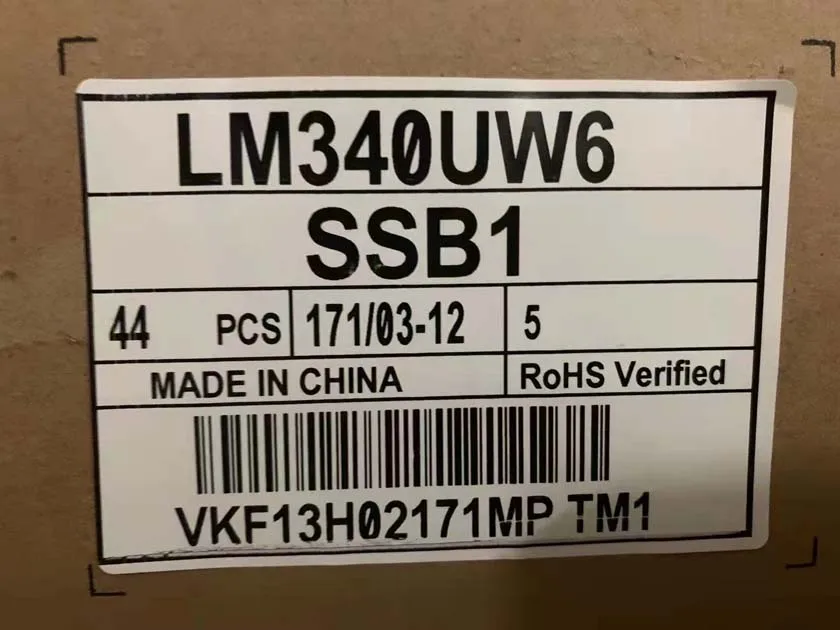 LM340UW6
SSB1
44 PCS 171/03-12 5
MADE IN CHINA RoHS Verified
VKF13H02171MP TM1